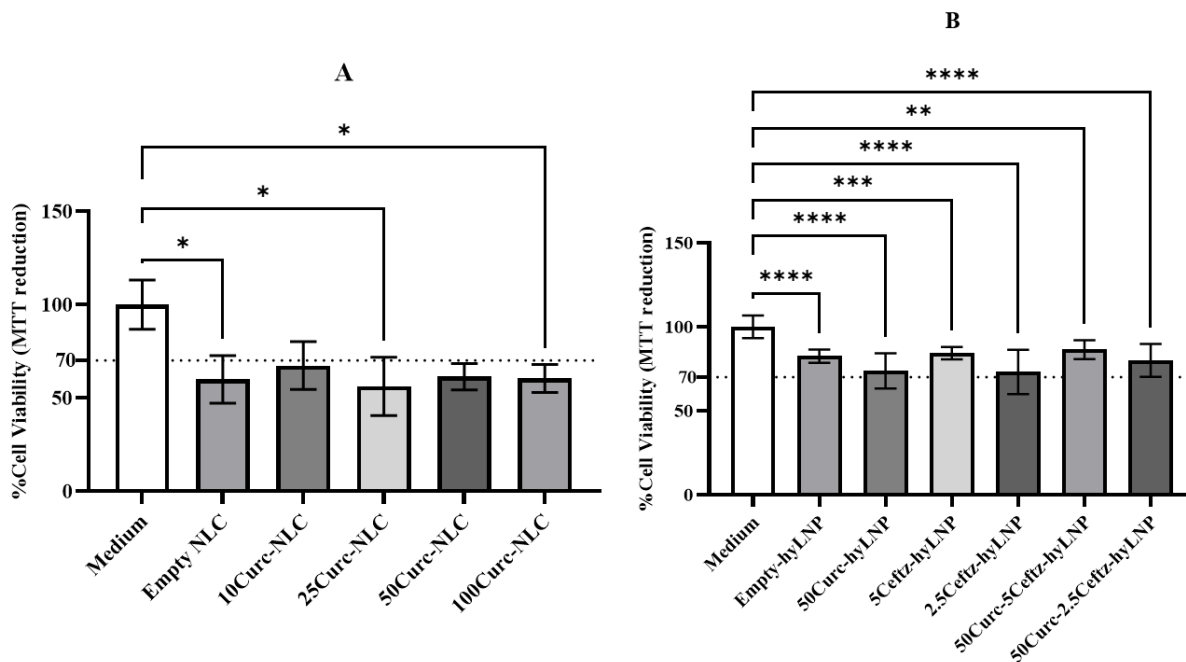 A
*
*
*
%Cell Viability (MTT reduction)
150
100
70
50
0
Medium
Empty NLC
10Curc-NLC
25Curc-NLC
50Curc-NLC
100Curc-NLC
B
****
**
****
***
****
****
%Cell Viability (MTT reduction)
150
100
70
50
0
Medium
Empty-hyLNP
50Curc-hyLNP
5Ceftz-hyLNP
2.5Ceftz-hyLNP
50Curc-5Ceftz-hyLNP
50Curc-2.5Ceftz-hyLNP